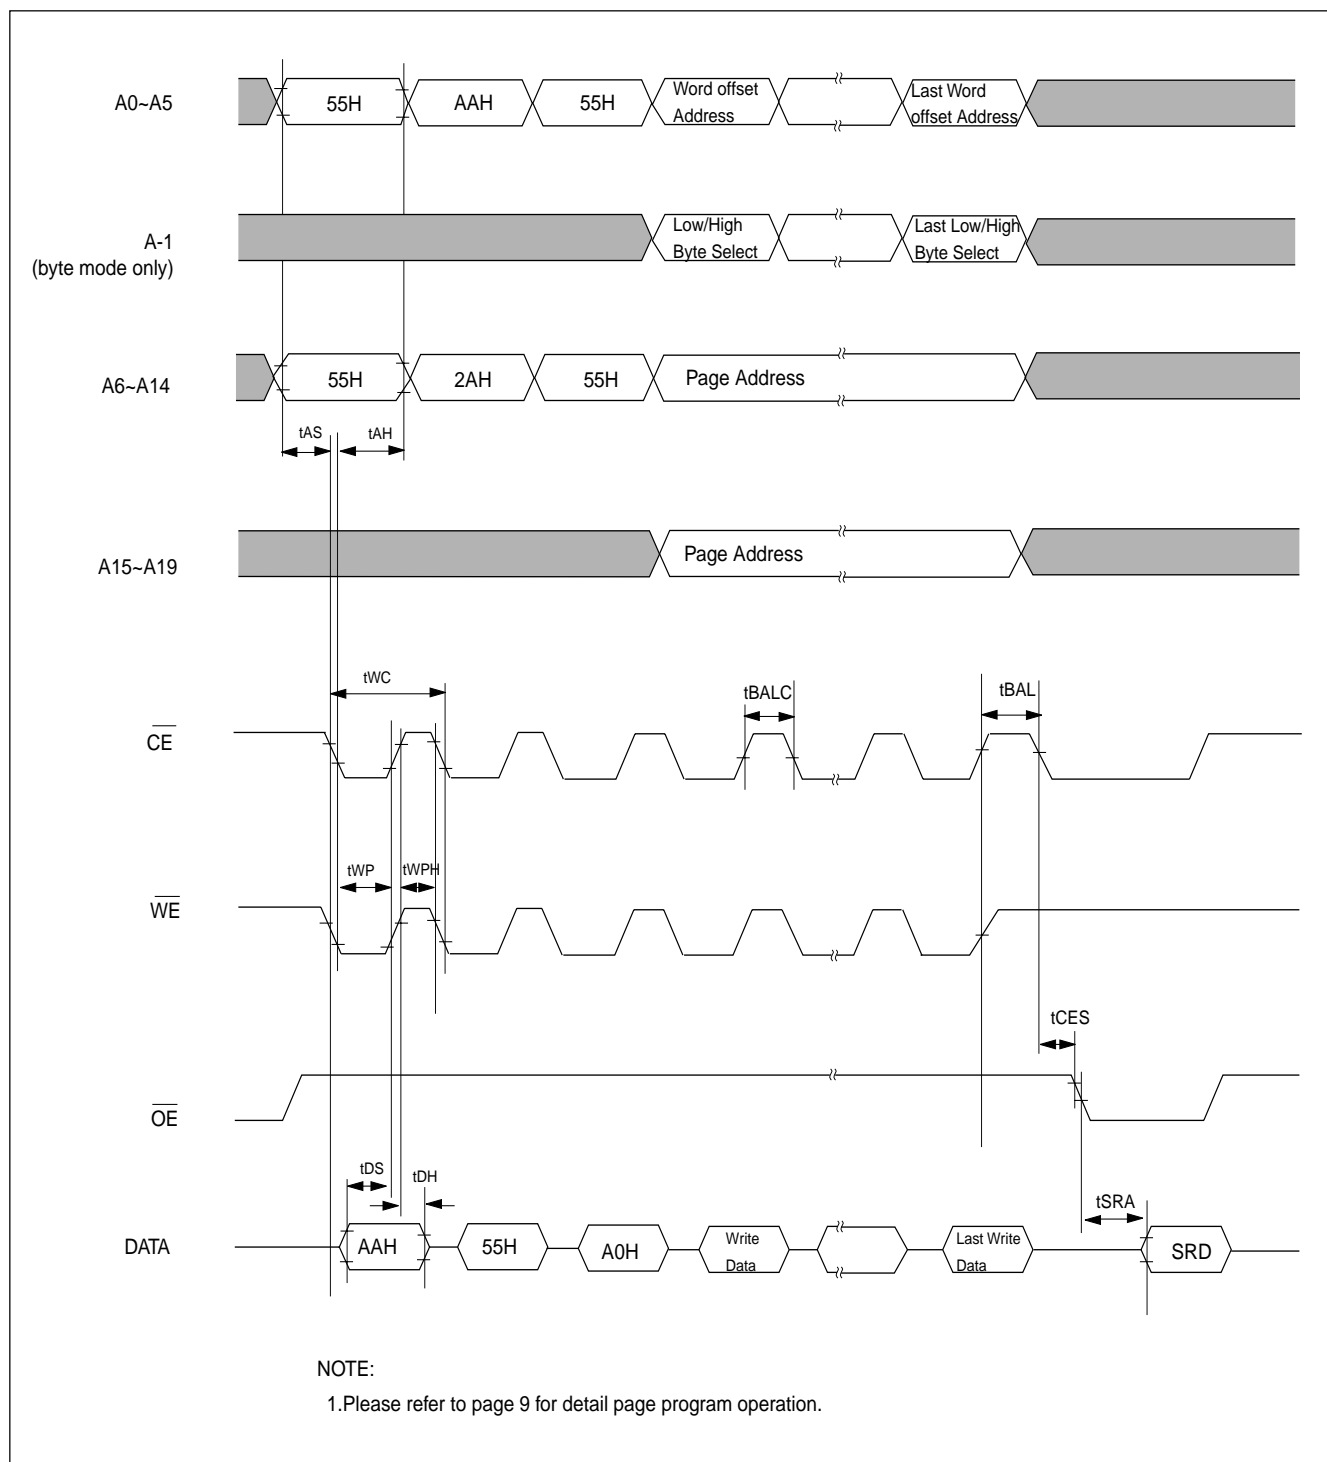 A0~A5
55H
AAH
55H
Word offset
Address
Last Word
offset Address
A-1
(byte mode only)
Low/High
Byte Select
Last Low/High
Byte Select
A6~A14
55H
2AH
55H
Page Address
tAS
tAH
A15~A19
Page Address
tWC
tBALC
tBAL
CE
tWP
tWPH
WE
tCES
OE
tDS
tDH
tSRA
DATA
AAH
55H
A0H
Write
Data
Last Write
Data
SRD
NOTE:
1.Please refer to page 9 for detail page program operation.